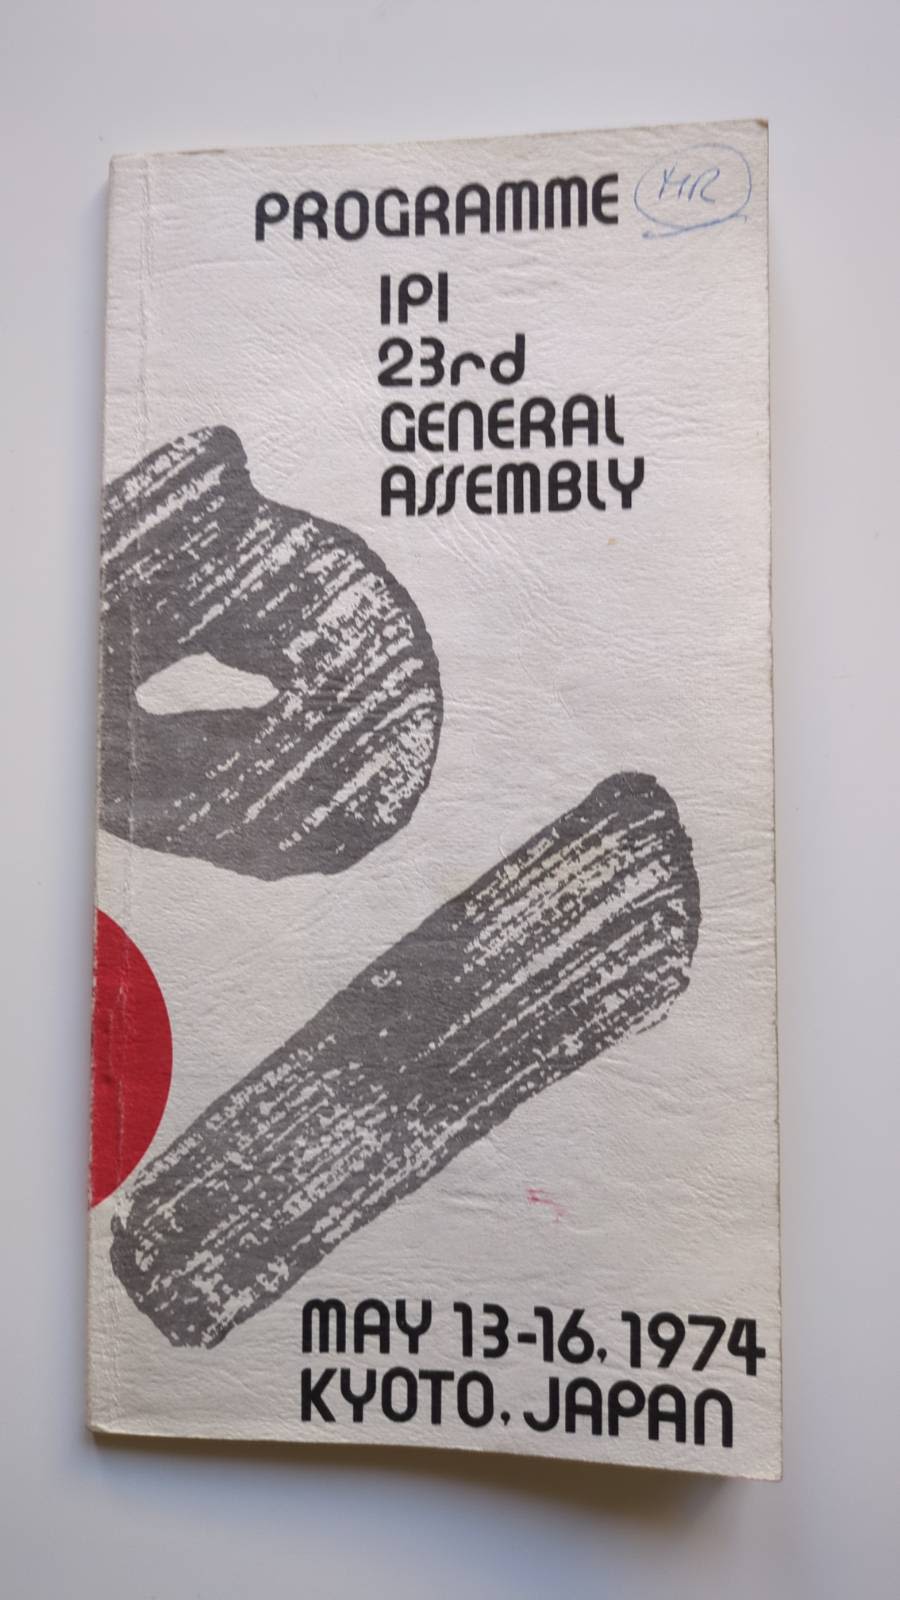 PROGRAMME
IPI
23rd
GENERAL
ASSEMBLY
MAY 13-16, 1974
KYOTO, JAPAN